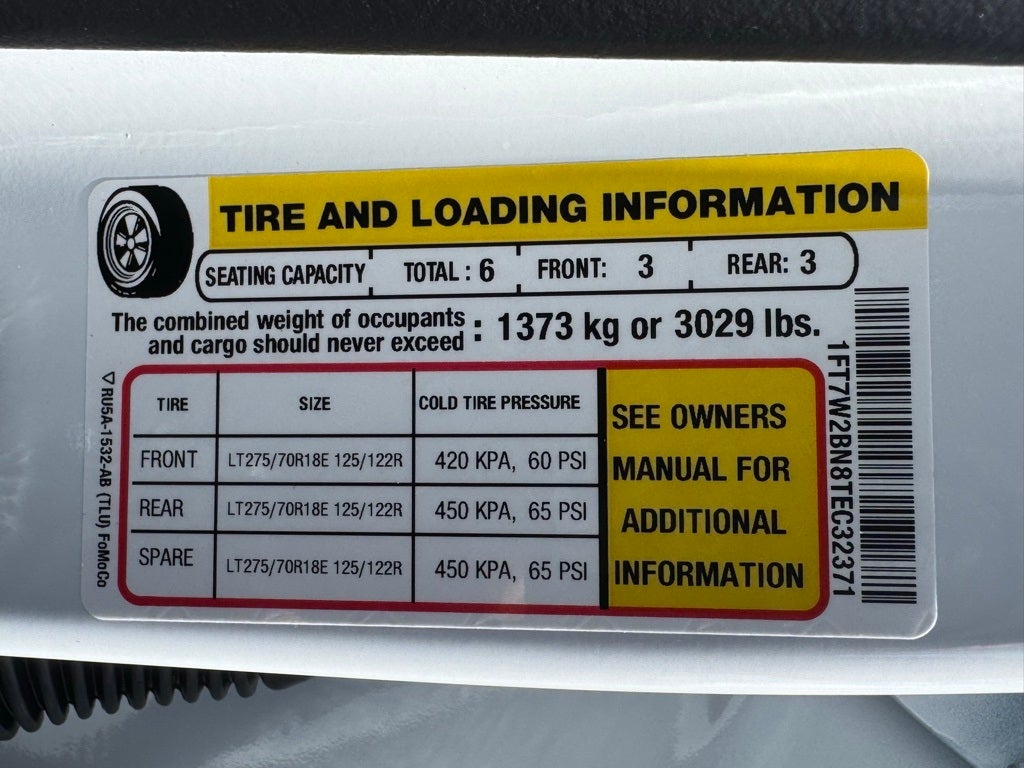 TIRE AND LOADING INFORMATION
SEATING CAPACITY TOTAL : 6 FRONT: 3 REAR: 3
The combined weight of occupants
and cargo should never exceed : 1373 kg or 3029 lbs.
TIRE SIZE COLD TIRE PRESSURE
FRONT LT275/70R18E 125/122R 420 KPA, 60 PSI
REAR LT275/70R18E 125/122R 450 KPA, 65 PSI
SPARE LT275/70R18E 125/122R 450 KPA, 65 PSI
SEE OWNERS
MANUAL FOR
ADDITIONAL
INFORMATION
1FT7W2BN8TEC32371
▽ RU5A-1532-AB (TLU) FoMoCo